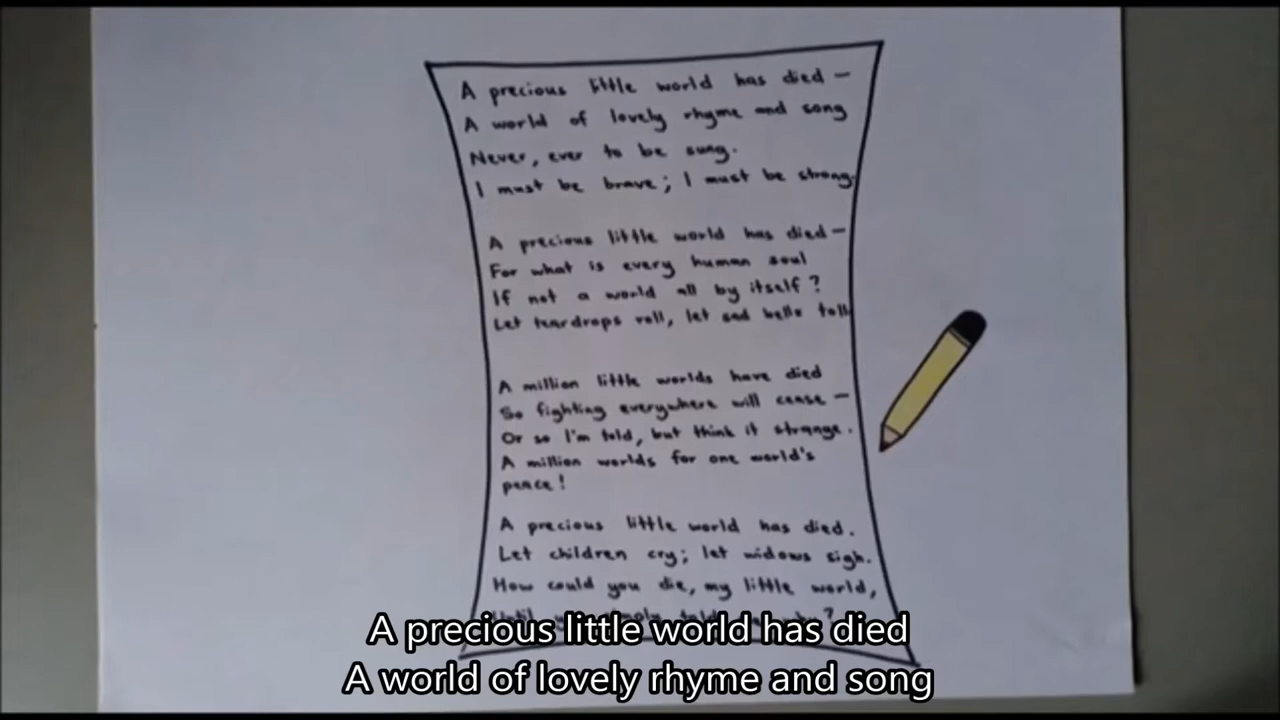 A precious little world has died —
A world of lovely rhyme and song
Never, ever to be sung.
I must be brave; I must be strong.
A precious little world has died —
For what is every human soul
If not a world all by itself?
Let teardrops roll, let sad bells toll
A million little worlds have died
So fighting everywhere will cease —
Or so I'm told, but think it strange.
A million worlds for one world's
peace!
A precious little world has died.
Let children cry; let widows sigh.
How could you die, my little world,
Until
A precious little world has died
A world of lovely rhyme and song